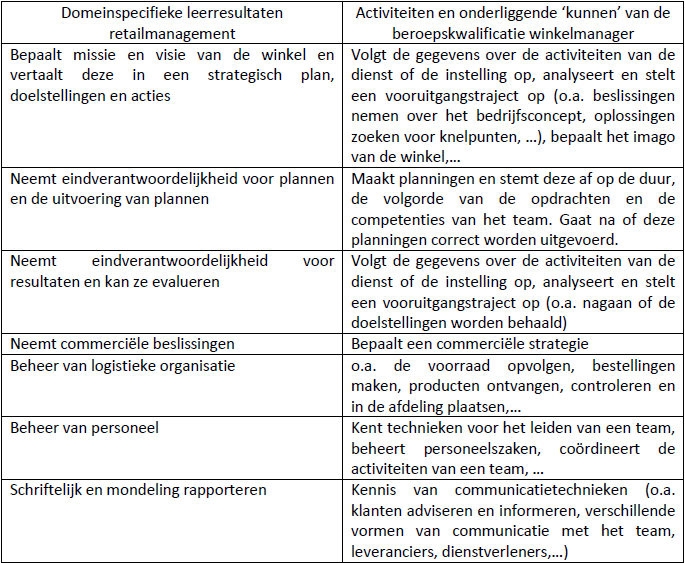 Domeinspecifieke leerresultaten
retailmanagement
Activiteiten en onderliggende ‘kunnen’ van de
beroepskwalificatie winkelmanager
Bepaalt missie en visie van de winkel en
vertaalt deze in een strategisch plan,
doelstellingen en acties
Volgt de gegevens over de activiteiten van de
dienst of de instelling op, analyseert en stelt
een vooruitgangstraject op (o.a. beslissingen
nemen over het bedrijfsconcept, oplossingen
zoeken voor knelpunten, …), bepaalt het imago
van de winkel,…
Neemt eindverantwoordelijkheid voor plannen
en de uitvoering van plannen
Maakt planningen en stemt deze af op de duur,
de volgorde van de opdrachten en de
competenties van het team. Gaat na of deze
planningen correct worden uitgevoerd.
Neemt eindverantwoordelijkheid voor
resultaten en kan ze evalueren
Volgt de gegevens over de activiteiten van de
dienst of de instelling op, analyseert en stelt
een vooruitgangstraject op (o.a. nagaan of de
doelstellingen worden behaald)
Neemt commerciële beslissingen
Bepaalt een commerciële strategie
Beheer van logistieke organisatie
o.a. de voorraad opvolgen, bestellingen
maken, producten ontvangen, controleren en
in de afdeling plaatsen,…
Beheer van personeel
Kent technieken voor het leiden van een team,
beheert personeelszaken, coördineert de
activiteiten van een team, …
Schriftelijk en mondeling rapporteren
Kennis van communicatietechnieken (o.a.
klanten adviseren en informeren, verschillende
vormen van communicatie met het team,
leveranciers, dienstverleners,…)